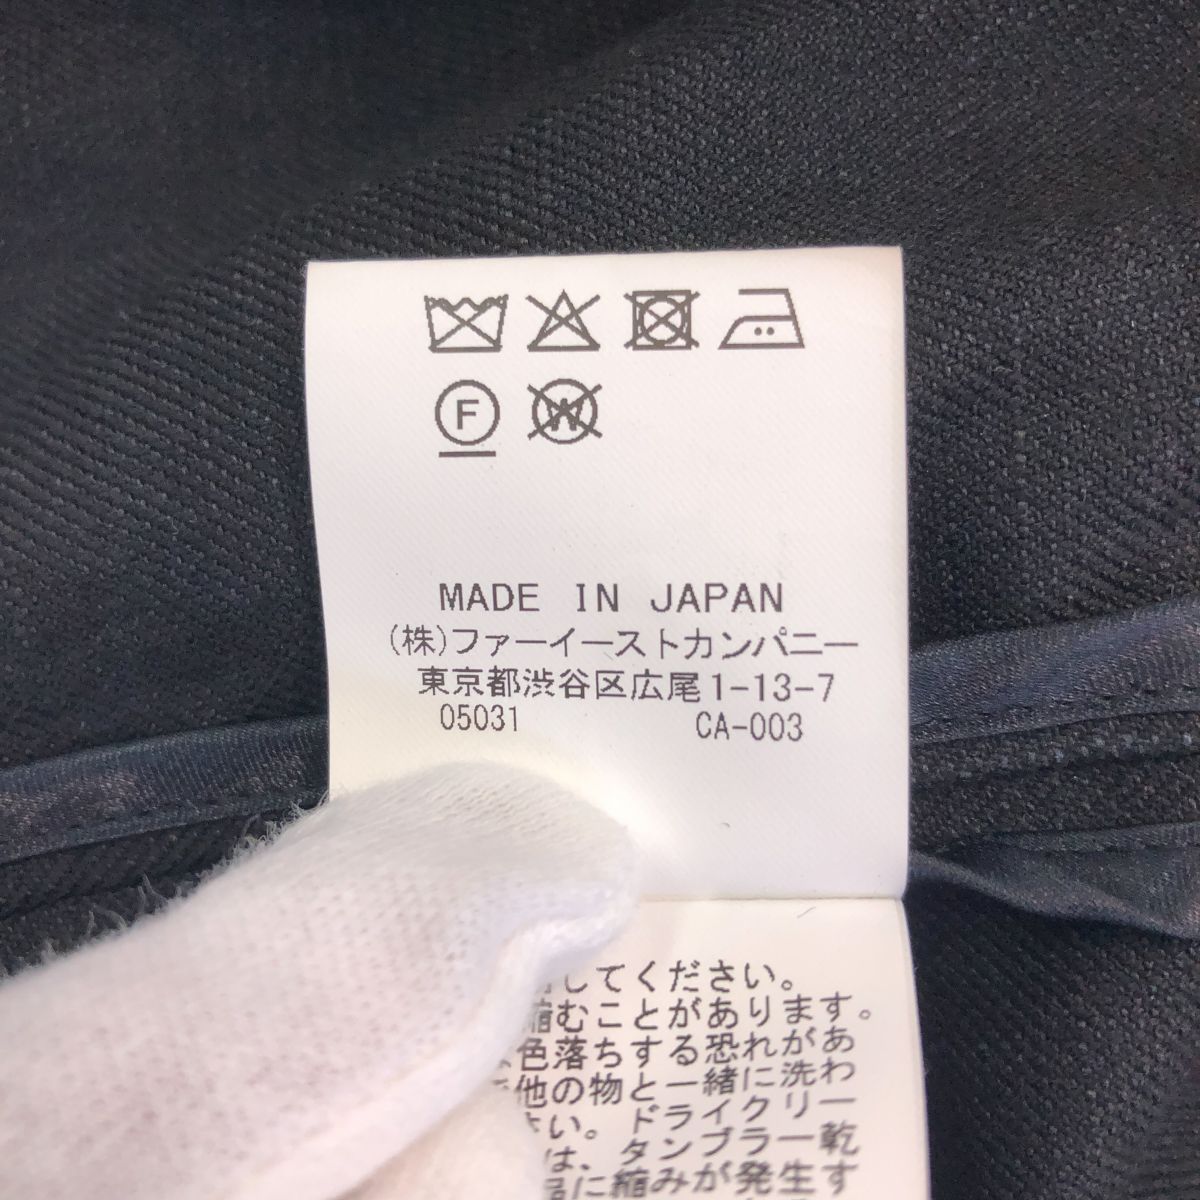 F W
MADE IN JAPAN
(株)ファーイーストカンパニー
東京都渋谷区広尾1-13-7
05031 CA-003
してください。
縮むことがあります。
色落ちする恐れがあ
他の物と一緒に洗わ
い。ドライクリー
は、タンブラー乾
品に縮みが発生す